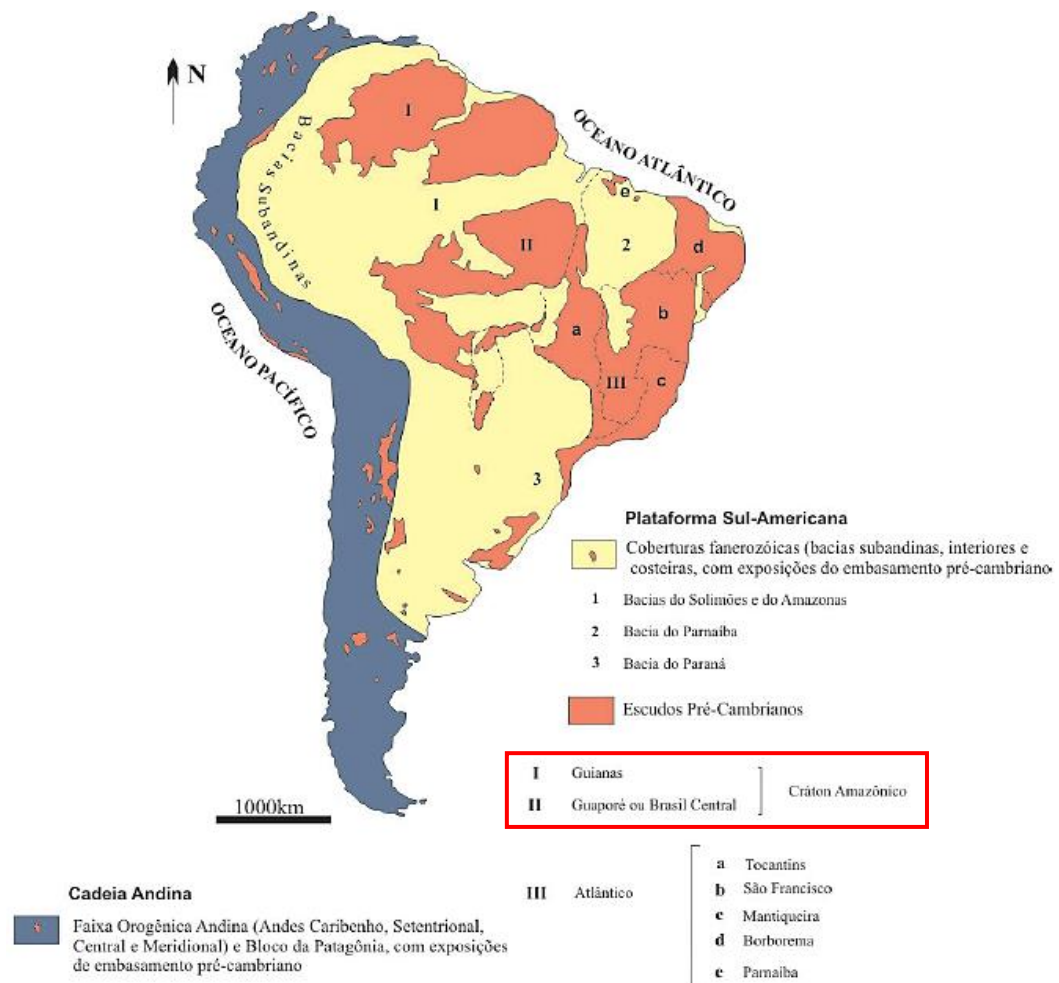 N
OCEANO ATLÂNTICO
Bacias Subandinas
OCEANO PACÍFICO
I
I
II
e
2
d
b
a
III
c
3
1000km
Plataforma Sul-Americana
Coberturas fanerozóicas (bacias subandinas, interiores e
costeiras, com exposições do embasamento pré-cambriano
1 Bacias do Solimões e do Amazonas
2 Bacia do Parnaíba
3 Bacia do Paraná
Escudos Pré-Cambrianos
I Guianas
II Guaporé ou Brasil Central
Cráton Amazônico
III Atlântico
a Tocantins
b São Francisco
c Mantiqueira
d Borborema
e Parnaiba
Cadeia Andina
Faixa Orogênica Andina (Andes Caribenho, Setentrional,
Central e Meridional) e Bloco da Patagônia, com exposições
de embasamento pré-cambriano